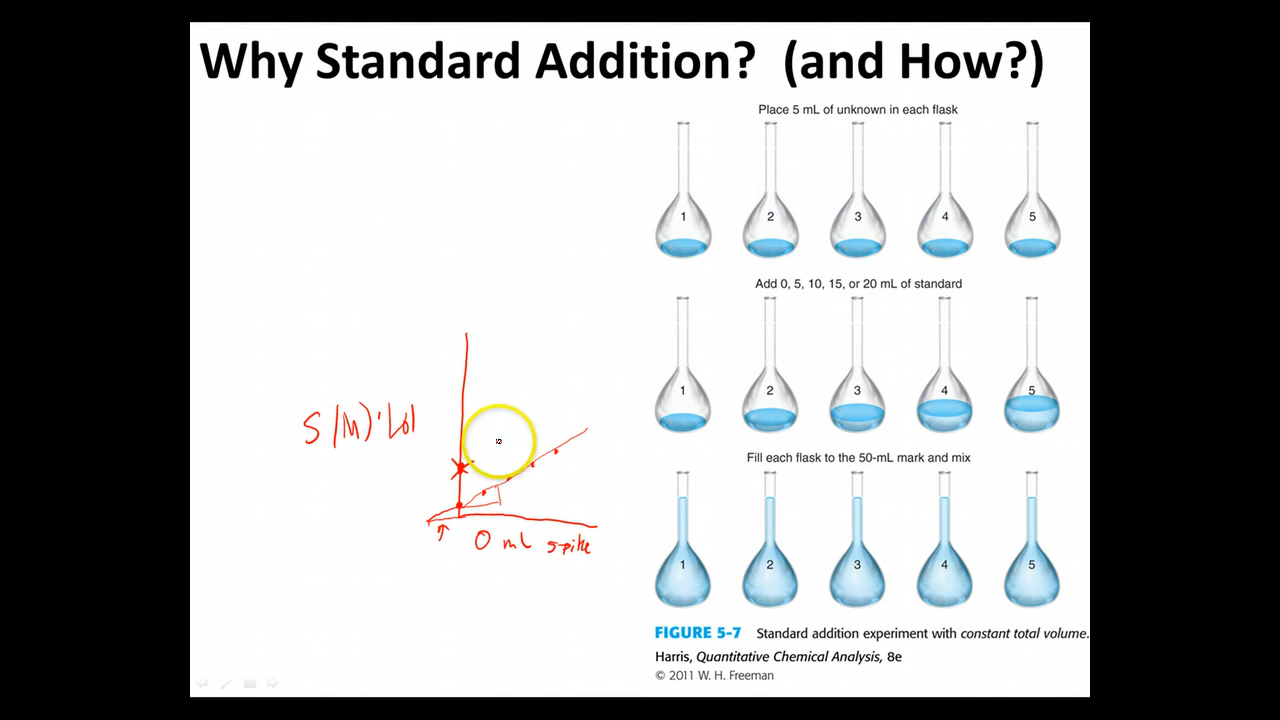 Why Standard Addition? (and How?)
Place 5 mL of unknown in each flask
1 2 3 4 5
Add 0, 5, 10, 15, or 20 mL of standard
1 2 3 4 5
Fill each flask to the 50-mL mark and mix
1 2 3 4 5
FIGURE 5-7 Standard addition experiment with constant total volume.
Harris, Quantitative Chemical Analysis, 8e
© 2011 W. H. Freeman
0 mL spike